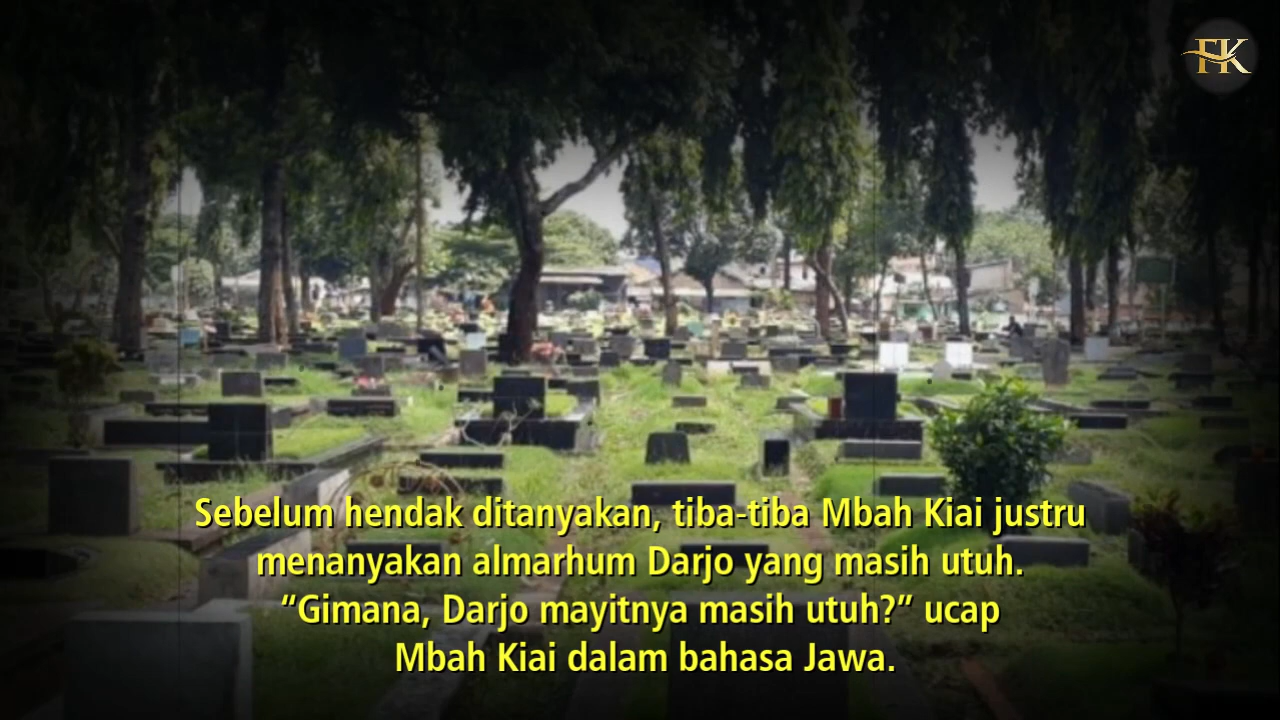 FK
Sebelum hendak ditanyakan, tiba-tiba Mbah Kiai justru
menanyakan almarhum Darjo yang masih utuh.
“Gimana, Darjo mayitnya masih utuh?” ucap
Mbah Kiai dalam bahasa Jawa.